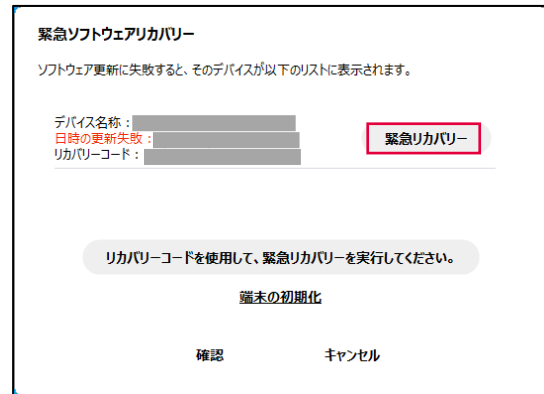 緊急ソフトウェアリカバリー
ソフトウェア更新に失敗すると、そのデバイスが以下のリストに表示されます。
デバイス名称：
日時の更新失敗：
リカバリーコード：
緊急リカバリー
リカバリーコードを使用して、緊急リカバリーを実行してください。
端末の初期化
確認 キャンセル